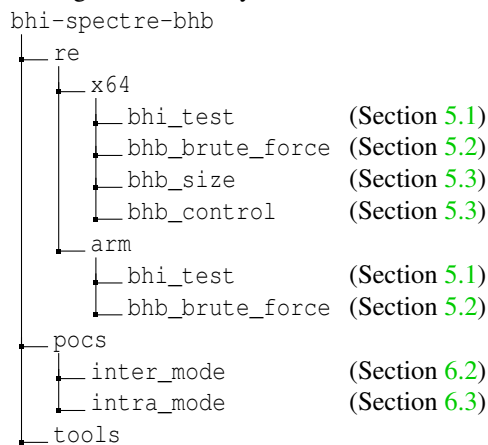 bhi-spectre-bhb
re
x64
bhi_test (Section 5.1)
bhb_brute_force (Section 5.2)
bhb_size (Section 5.3)
bhb_control (Section 5.3)
arm
bhi_test (Section 5.1)
bhb_brute_force (Section 5.2)
pocs
inter_mode (Section 6.2)
intra_mode (Section 6.3)
tools